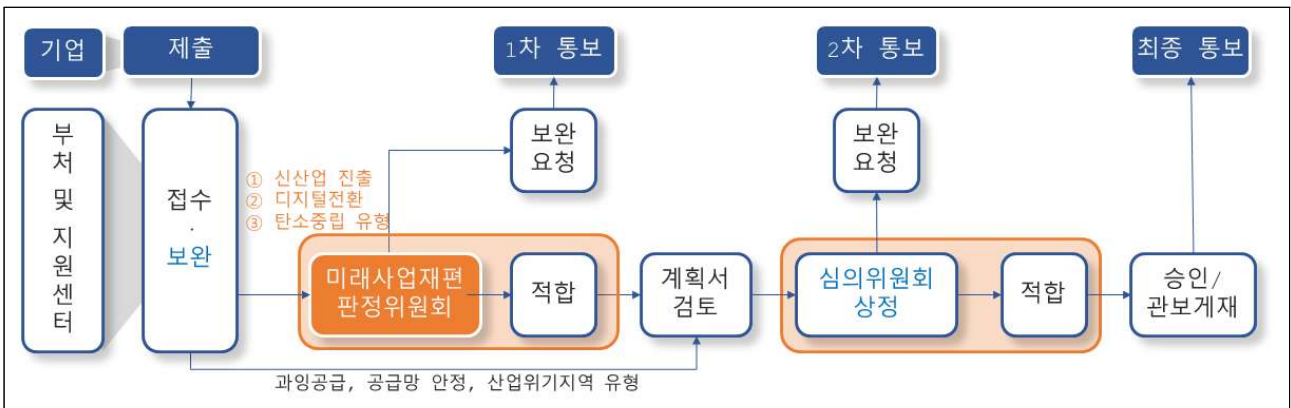 기업
제출
1차 통보
2차 통보
최종 통보
부처 및 지원센터
접수
·
보완
① 신산업 진출
② 디지털전환
③ 탄소중립 유형
보완
요청
보완
요청
미래사업재편
판정위원회
적합
계획서
검토
심의위원회
상정
적합
승인/
관보게재
과잉공급, 공급망 안정, 산업위기지역 유형